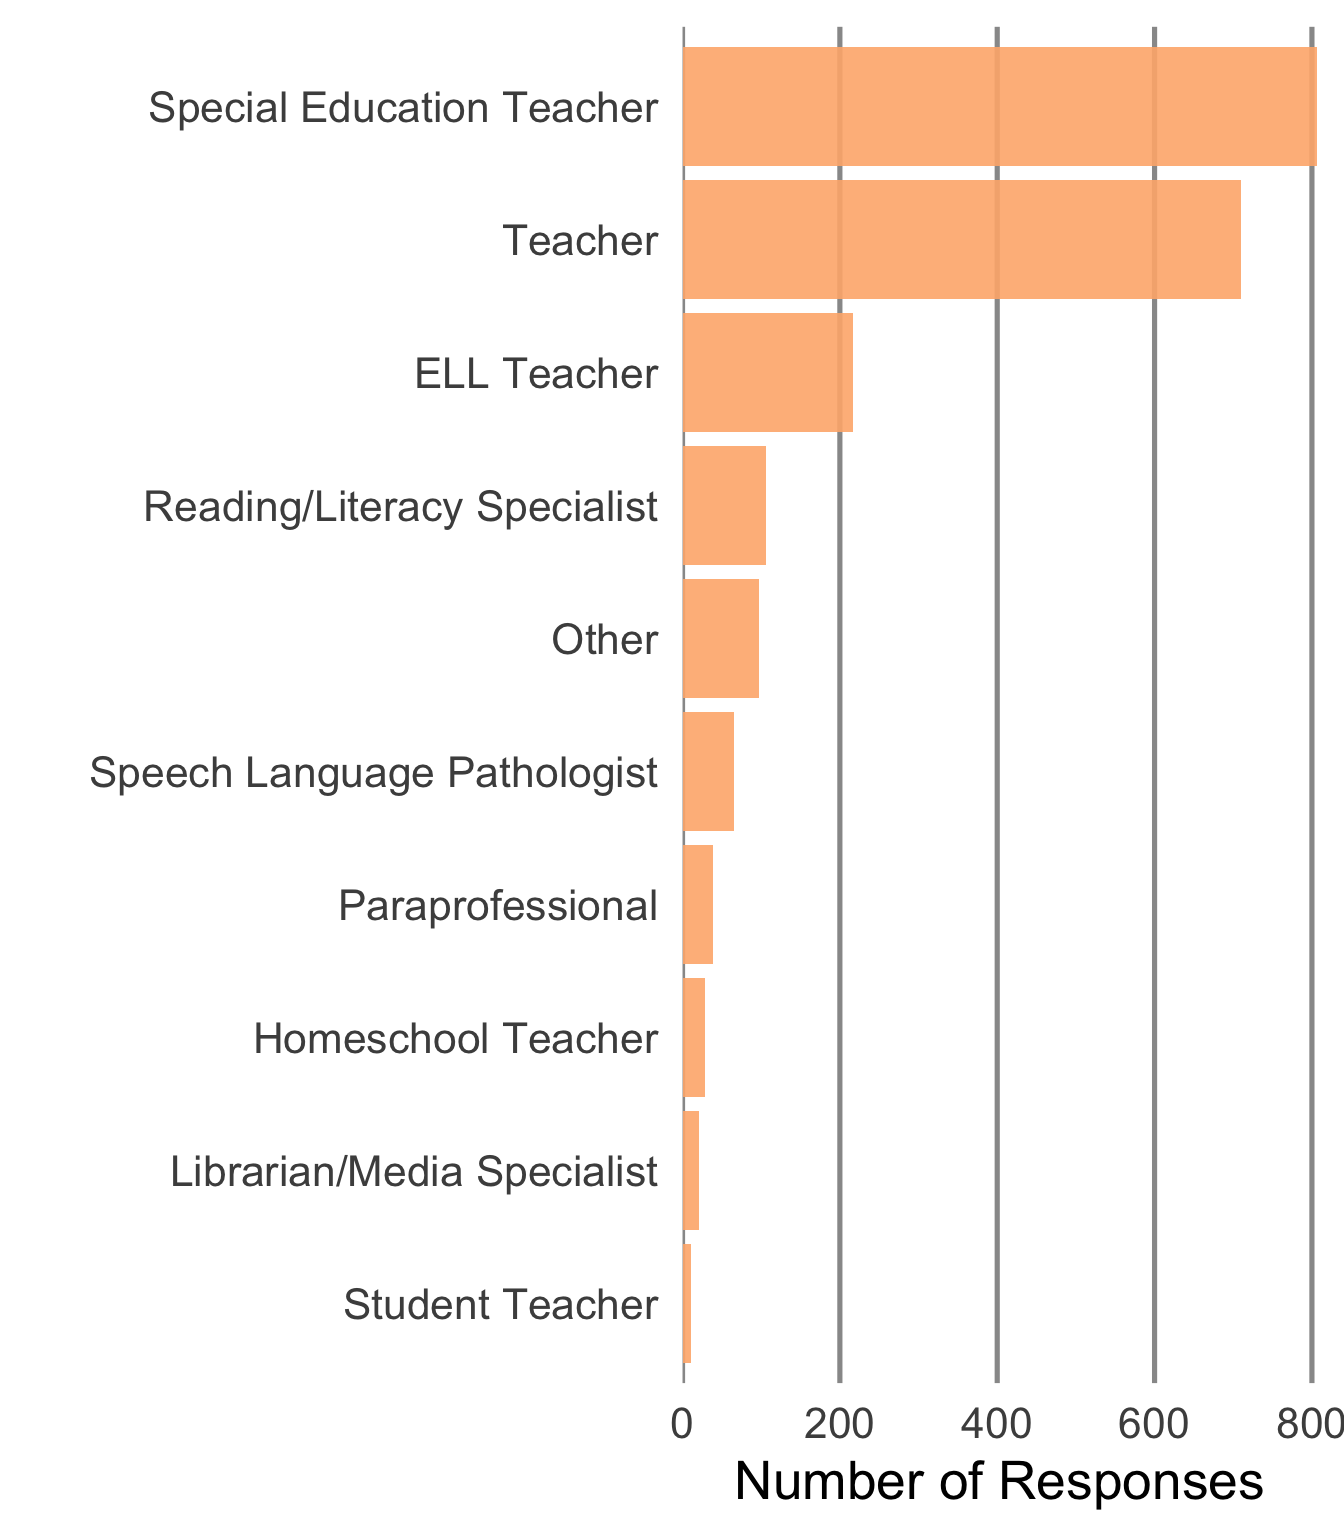 Special Education Teacher
Teacher
ELL Teacher
Reading/Literacy Specialist
Other
Speech Language Pathologist
Paraprofessional
Homeschool Teacher
Librarian/Media Specialist
Student Teacher
0 200 400 600 800
Number of Responses